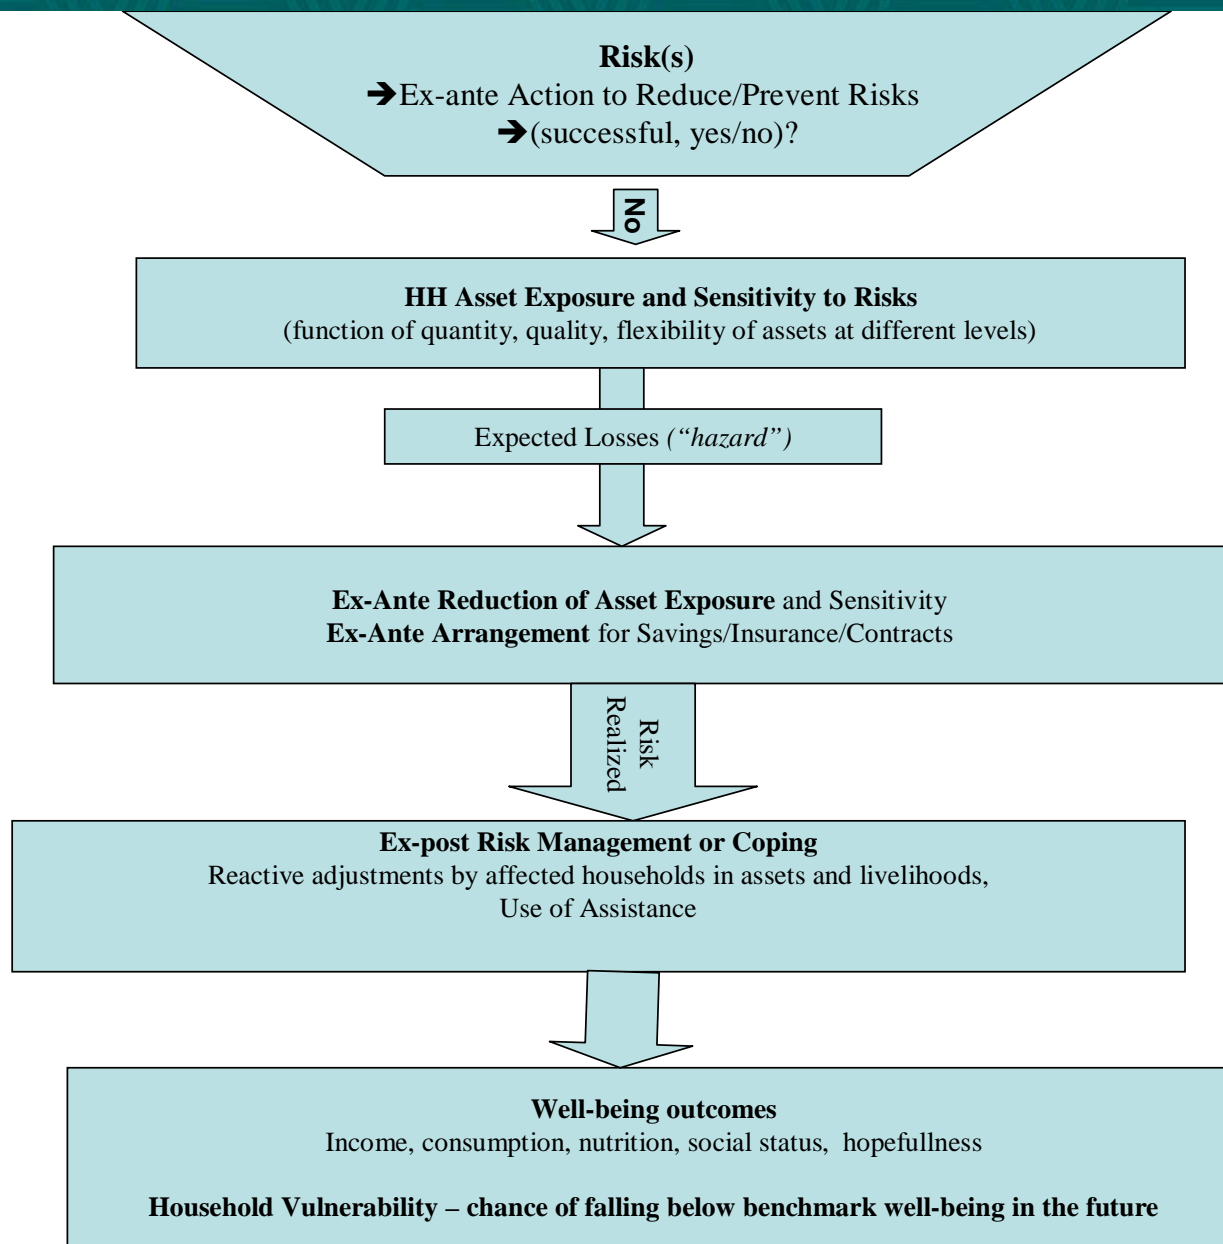 Risk(s)
➔Ex-ante Action to Reduce/Prevent Risks
➔(successful, yes/no)?
No
HH Asset Exposure and Sensitivity to Risks
(function of quantity, quality, flexibility of assets at different levels)
Expected Losses (“hazard”)
Ex-Ante Reduction of Asset Exposure and Sensitivity
Ex-Ante Arrangement for Savings/Insurance/Contracts
Risk
Realized
Ex-post Risk Management or Coping
Reactive adjustments by affected households in assets and livelihoods,
Use of Assistance
Well-being outcomes
Income, consumption, nutrition, social status, hopefullness
Household Vulnerability – chance of falling below benchmark well-being in the future